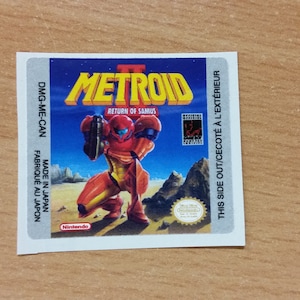 METROID
II
RETURN OF SAMUS
DMG-ME-CAN
MADE IN JAPAN
FABRIQUÉ AU JAPON
THIS SIDE OUT/CECOTÉ À L'EXTÉRIEUR
Nintendo